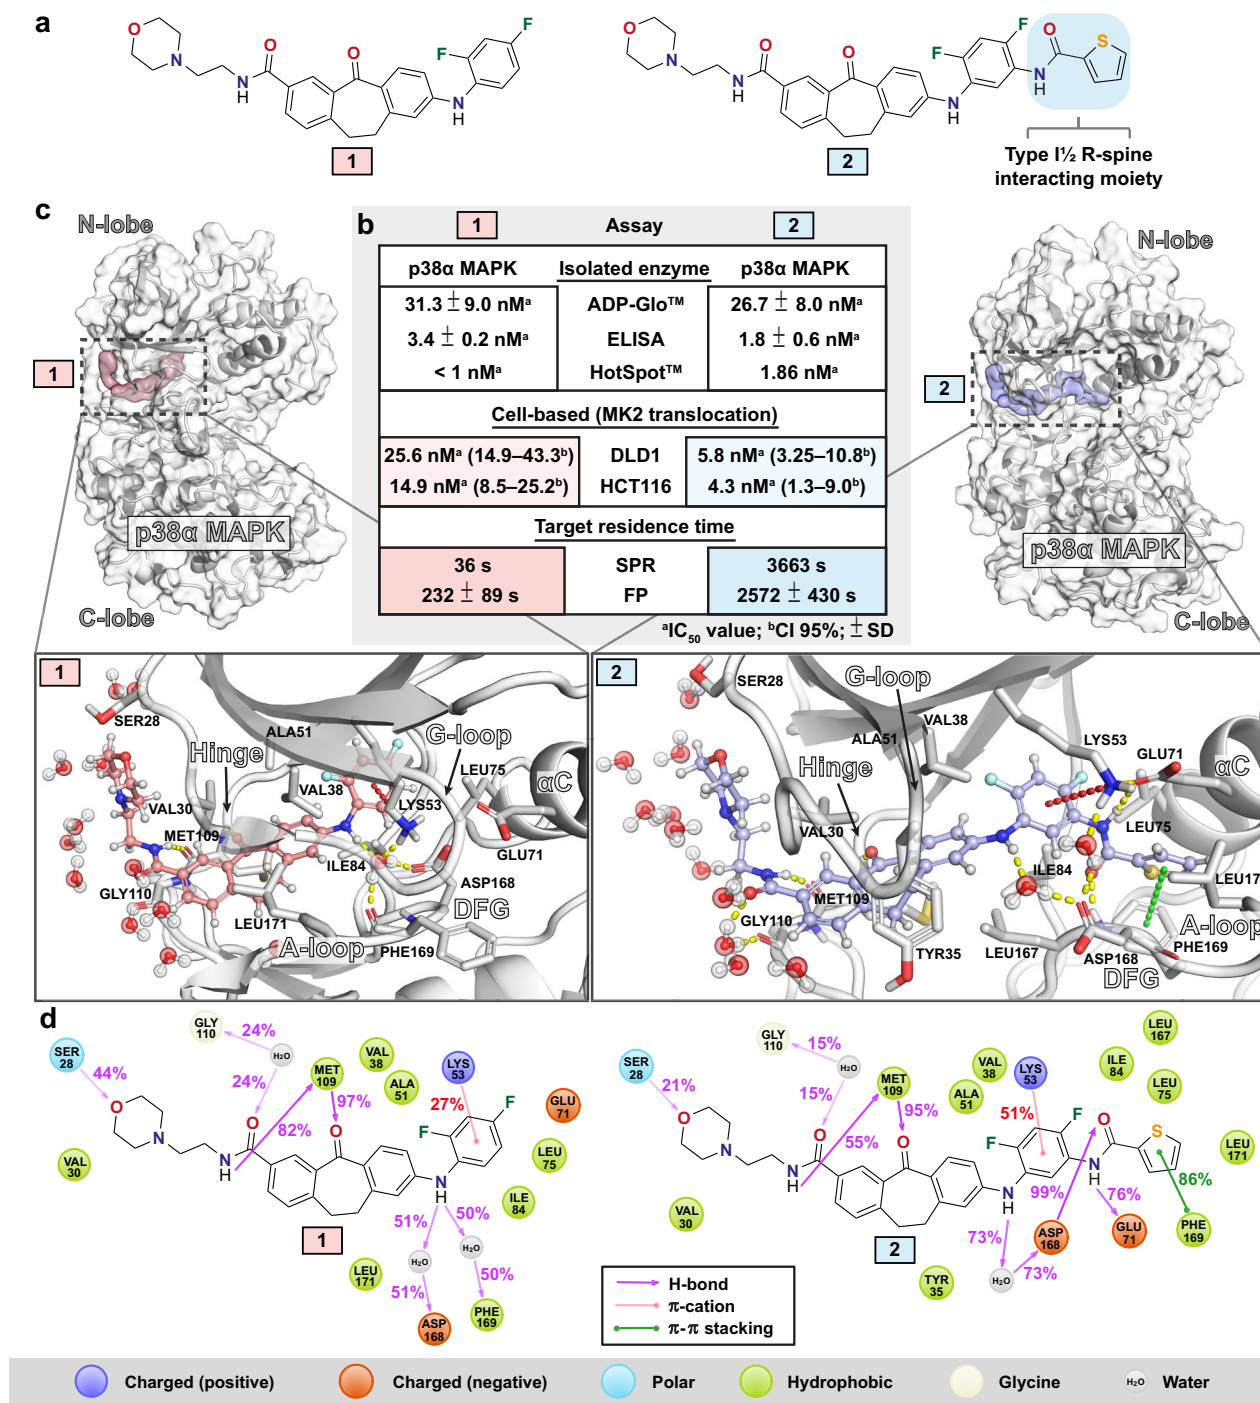 a
O
N
N
H
O
O
N
H
F
F
1
O
N
N
H
O
O
N
H
F
F
O
N
H
S
2
Type I½ R-spine
interacting moiety
c
N-lobe
1
p38α MAPK
C-lobe
b
1 Assay 2
p38α MAPK Isolated enzyme p38α MAPK
31.3 ± 9.0 nMᵃ ADP-Glo™ 26.7 ± 8.0 nMᵃ
3.4 ± 0.2 nMᵃ ELISA 1.8 ± 0.6 nMᵃ
< 1 nMᵃ HotSpot™ 1.86 nMᵃ
Cell-based (MK2 translocation)
25.6 nMᵃ (14.9–43.3ᵇ) DLD1 5.8 nMᵃ (3.25–10.8ᵇ)
14.9 nMᵃ (8.5–25.2ᵇ) HCT116 4.3 nMᵃ (1.3–9.0ᵇ)
Target residence time
36 s SPR 3663 s
232 ± 89 s FP 2572 ± 430 s
ᵃIC₅₀ value; ᵇCI 95%; ± SD
N-lobe
2
p38α MAPK
C-lobe
1
SER28
ALA51
Hinge
G-loop
LEU75
αC
VAL38
LYS53
VAL30
MET109
GLU71
ILE84
GLY110
ASP168
LEU171
DFG
A-loop
PHE169
2
SER28
G-loop
VAL38
ALA51
LYS53
GLU71
αC
Hinge
VAL30
LEU75
ILE84
LEU17
MET109
GLY110
A-loop
TYR35
LEU167
PHE169
ASP168
DFG
d
GLY
110
24%
SER
28
H₂O
44%
24%
MET
109
VAL
38
ALA
51
LYS
53
97%
27%
82%
GLU
71
O
N
N
H
O
O
N
H
F
F
VAL
30
LEU
75
ILE
84
51%
50%
1
H₂O
H₂O
LEU
171
51%
50%
ASP
168
PHE
169
GLY
110
15%
SER
28
H₂O
21%
15%
MET
109
VAL
38
ALA
51
LYS
53
LEU
167
ILE
84
LEU
75
95%
51%
55%
LEU
171
O
N
N
H
O
O
N
H
F
F
O
N
H
S
86%
99%
76%
VAL
30
73%
ASP
168
GLU
71
PHE
169
2
H₂O
73%
TYR
35
H-bond
π-cation
π-π stacking
Charged (positive)
Charged (negative)
Polar
Hydrophobic
Glycine
H₂O
Water